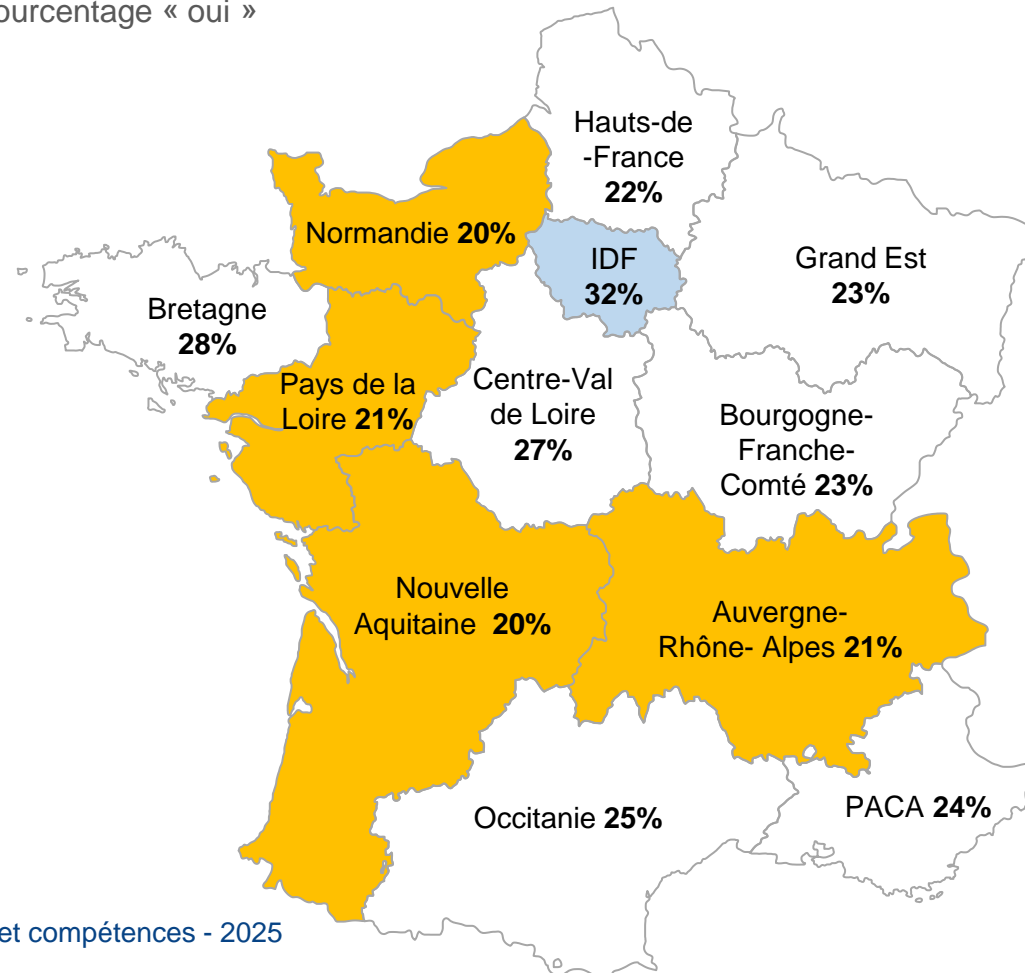 ourcentage « oui »
Hauts-de
-France
22%
Normandie 20%
IDF
32%
Grand Est
23%
Bretagne
28%
Pays de la
Loire 21%
Centre-Val
de Loire
27%
Bourgogne-
Franche-
Comté 23%
Nouvelle
Aquitaine 20%
Auvergne-
Rhône- Alpes 21%
Occitanie 25%
PACA 24%
et compétences - 2025